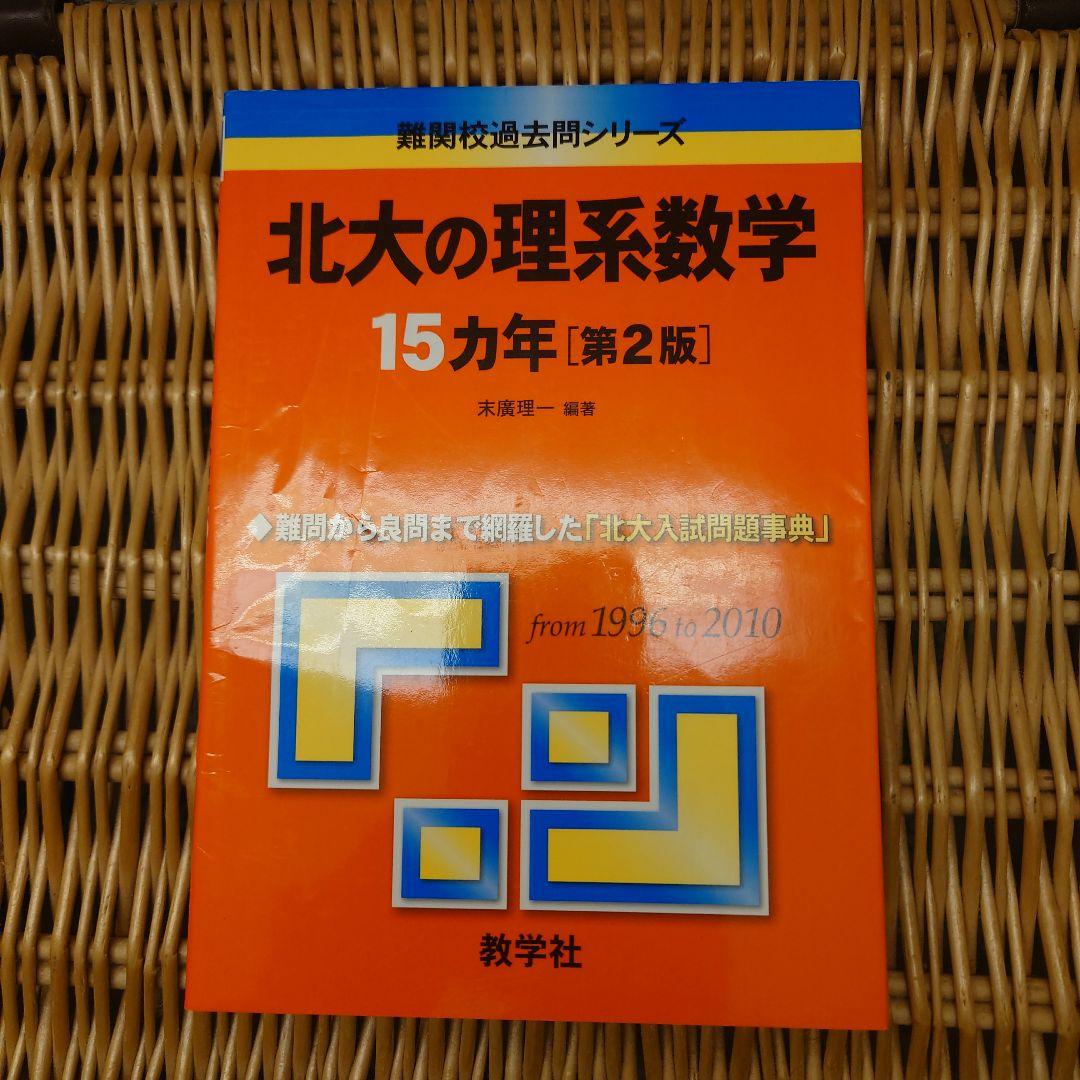 難関校過去問シリーズ
北大の理系数学
15カ年[第2版]
末廣理一 編著
◆難問から良問まで網羅した「北大入試問題事典」
from 1996 to 2010
教学社